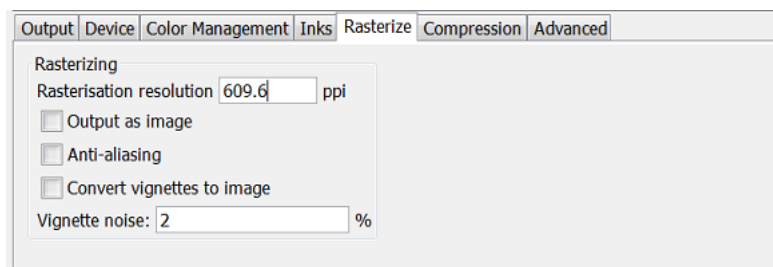 Output Device Color Management Inks Rasterize Compression Advanced
Rasterizing
Rasterisation resolution 609.6 ppi
Output as image
Anti-aliasing
Convert vignettes to image
Vignette noise: 2 %